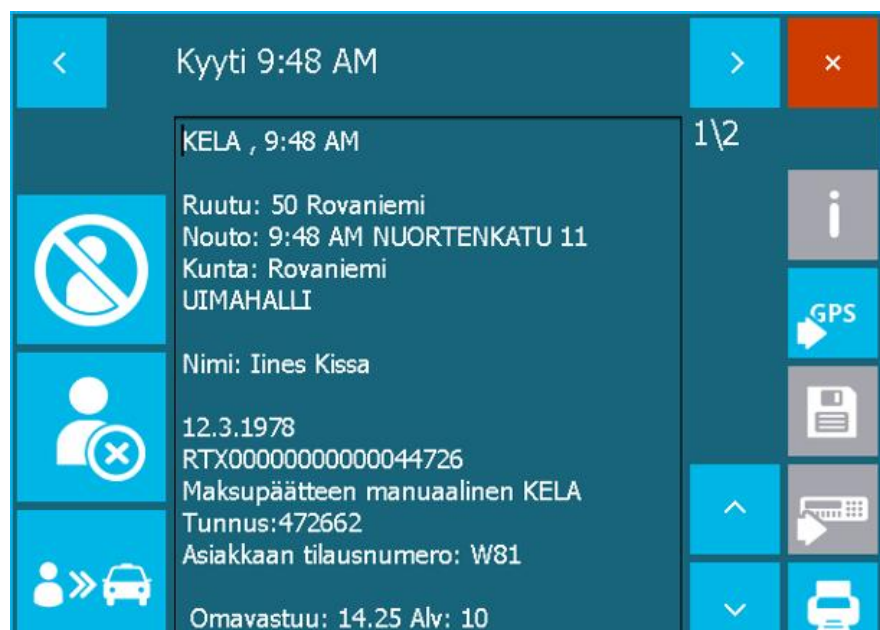 Kyyti 9:48 AM
1\2
KELA , 9:48 AM
Ruutu: 50 Rovaniemi
Nouto: 9:48 AM NUORTENKATU 11
Kunta: Rovaniemi
UIMAHALLI
Nimi: Iines Kissa
12.3.1978
RTX00000000000044726
Maksupäätteen manuaalinen KELA
Tunnus:472662
Asiakkaan tilausnumero: W81
Omavastuu: 14.25 Alv: 10
i
GPS